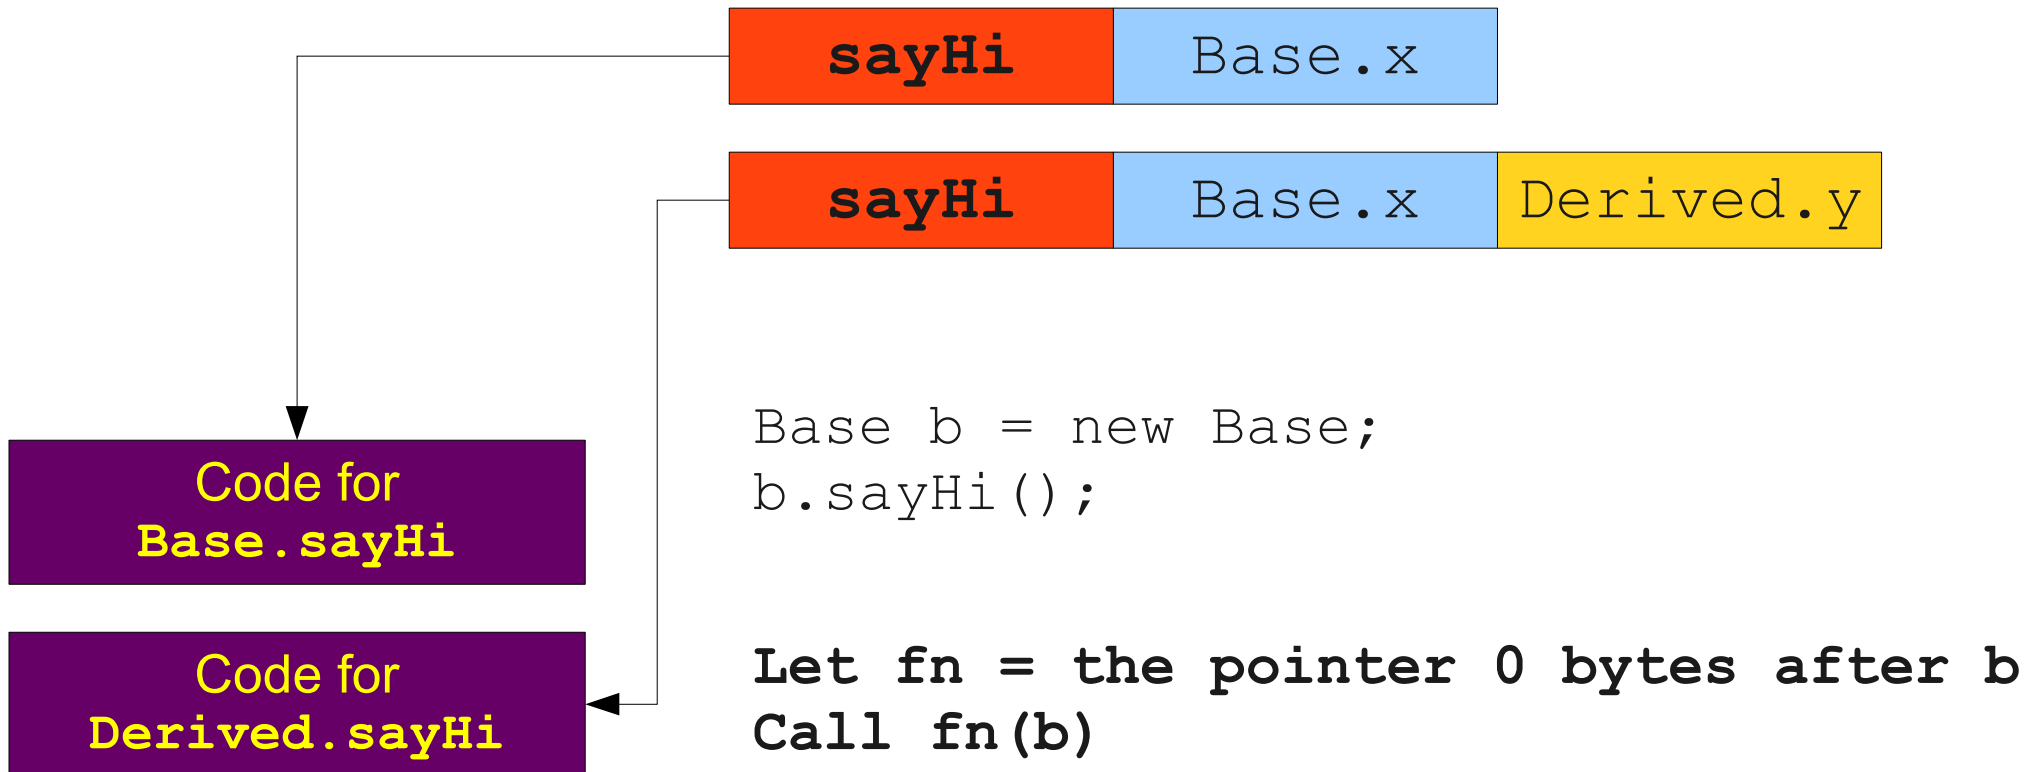 sayHi Base.x
sayHi Base.x Derived.y
Code for
Base.sayHi
Code for
Derived.sayHi
Base b = new Base;
b.sayHi();
Let fn = the pointer 0 bytes after b
Call fn(b)